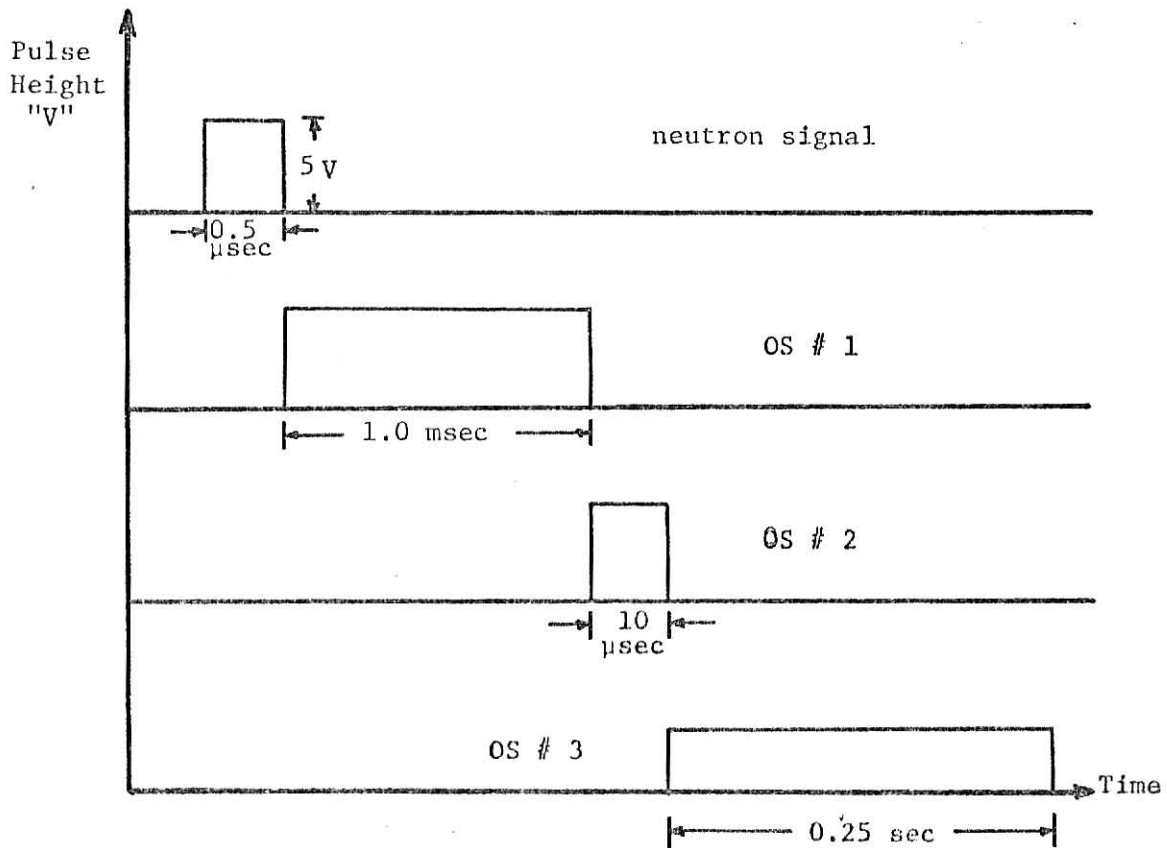 Pulse
Height
"V"
neutron signal
5 V
0.5
μsec
OS # 1
1.0 msec
OS # 2
10
μsec
OS # 3
Time
0.25 sec